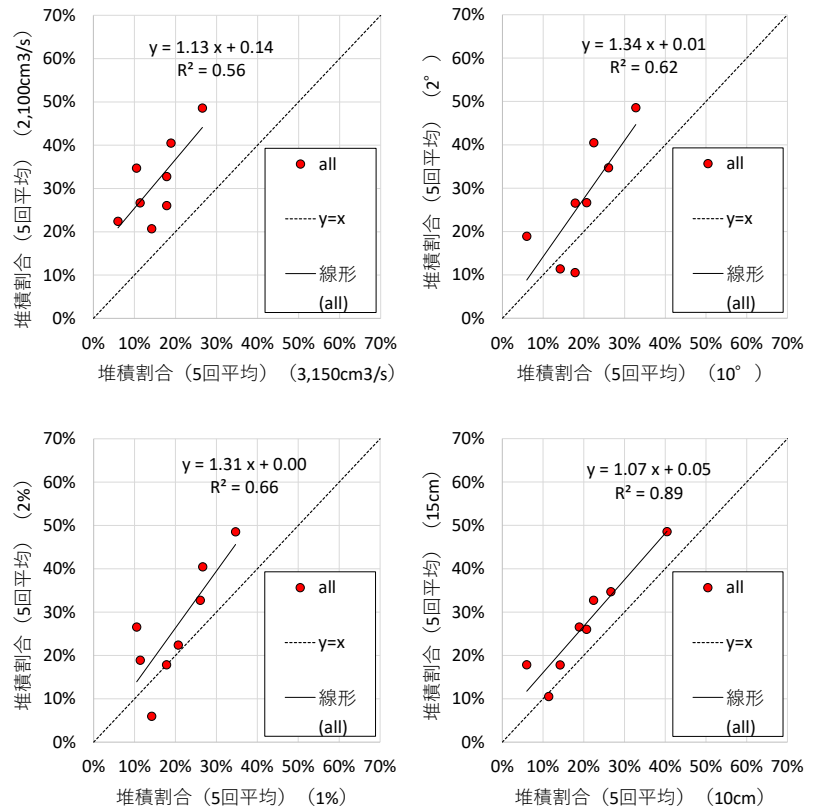 70%
60%
50%
40%
30%
20%
10%
0%
堆積割合（5回平均）（2,100cm3/s）
y = 1.13 x + 0.14
R² = 0.56
all
y=x
線形
(all)
0% 10% 20% 30% 40% 50% 60% 70%
堆積割合（5回平均）（3,150cm3/s）
70%
60%
50%
40%
30%
20%
10%
0%
堆積割合（5回平均）（2°）
y = 1.34 x + 0.01
R² = 0.62
all
y=x
線形
(all)
0% 10% 20% 30% 40% 50% 60% 70%
堆積割合（5回平均）（10°）
70%
60%
50%
40%
30%
20%
10%
0%
堆積割合（5回平均）（2%）
y = 1.31 x + 0.00
R² = 0.66
all
y=x
線形
(all)
0% 10% 20% 30% 40% 50% 60% 70%
堆積割合（5回平均）（1%）
70%
60%
50%
40%
30%
20%
10%
0%
堆積割合（5回平均）（15cm）
y = 1.07 x + 0.05
R² = 0.89
all
y=x
線形
(all)
0% 10% 20% 30% 40% 50% 60% 70%
堆積割合（5回平均）（10cm）